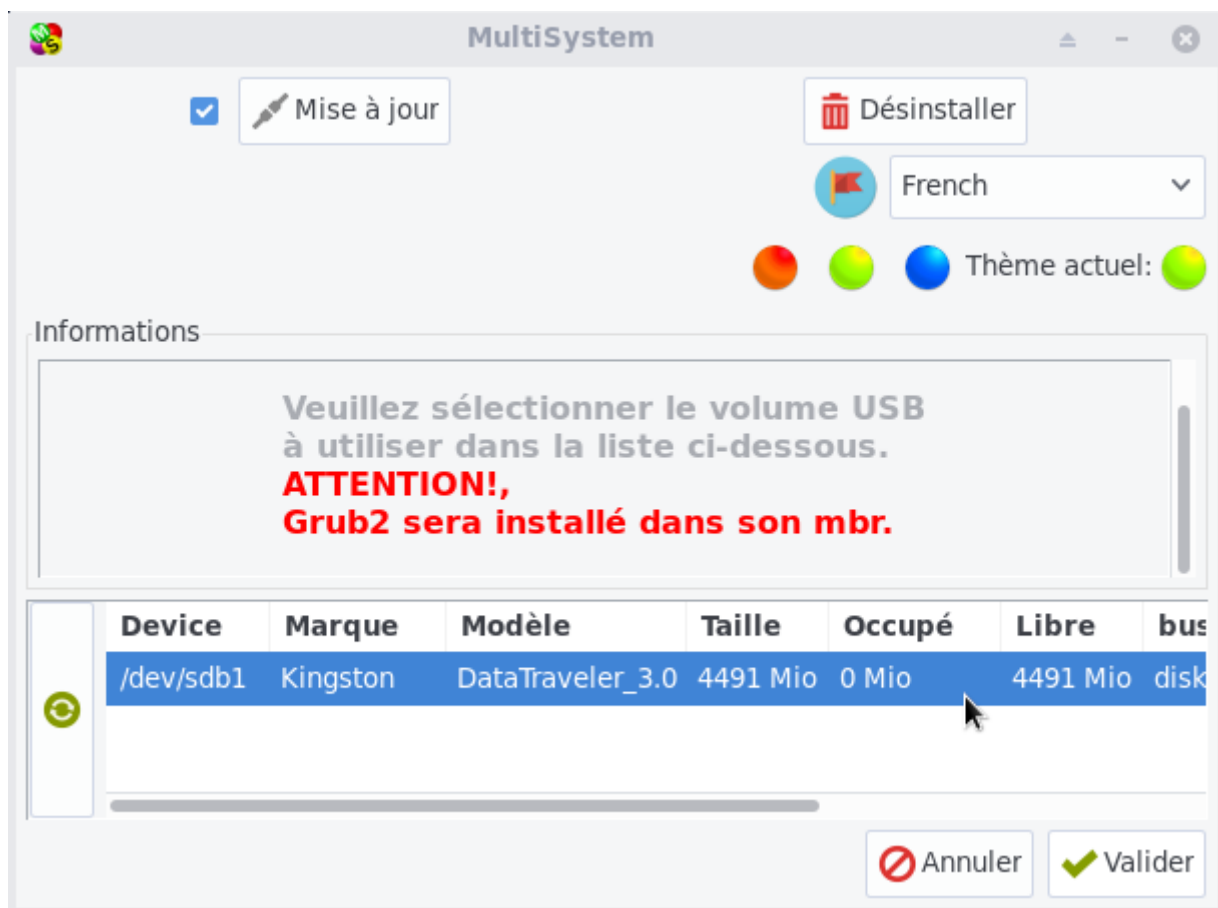 MultiSystem
Mise à jour
Désinstaller
French
Thème actuel:
Informations
Veuillez sélectionner le volume USB
à utiliser dans la liste ci-dessous.
ATTENTION!,
Grub2 sera installé dans son mbr.
Device Marque Modèle Taille Occupé Libre bus
/dev/sdb1 Kingston DataTraveler_3.0 4491 Mio 0 Mio 4491 Mio disk
Annuler Valider